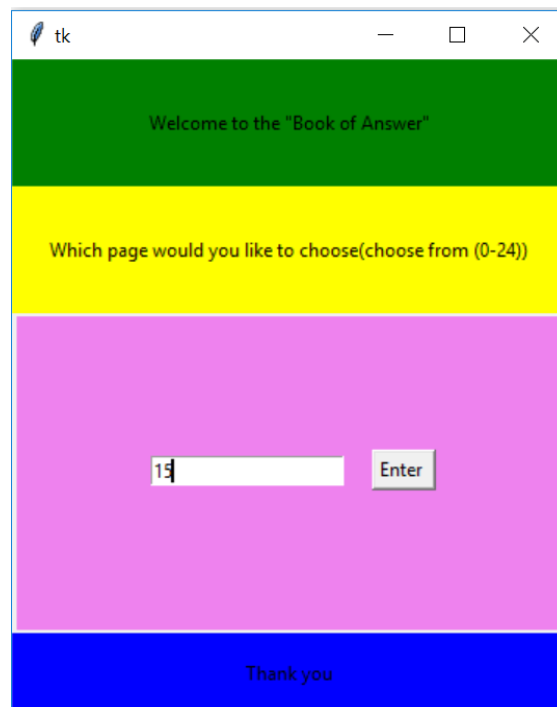 tk
Welcome to the "Book of Answer"
Which page would you like to choose(choose from (0-24))
15
Enter
Thank you